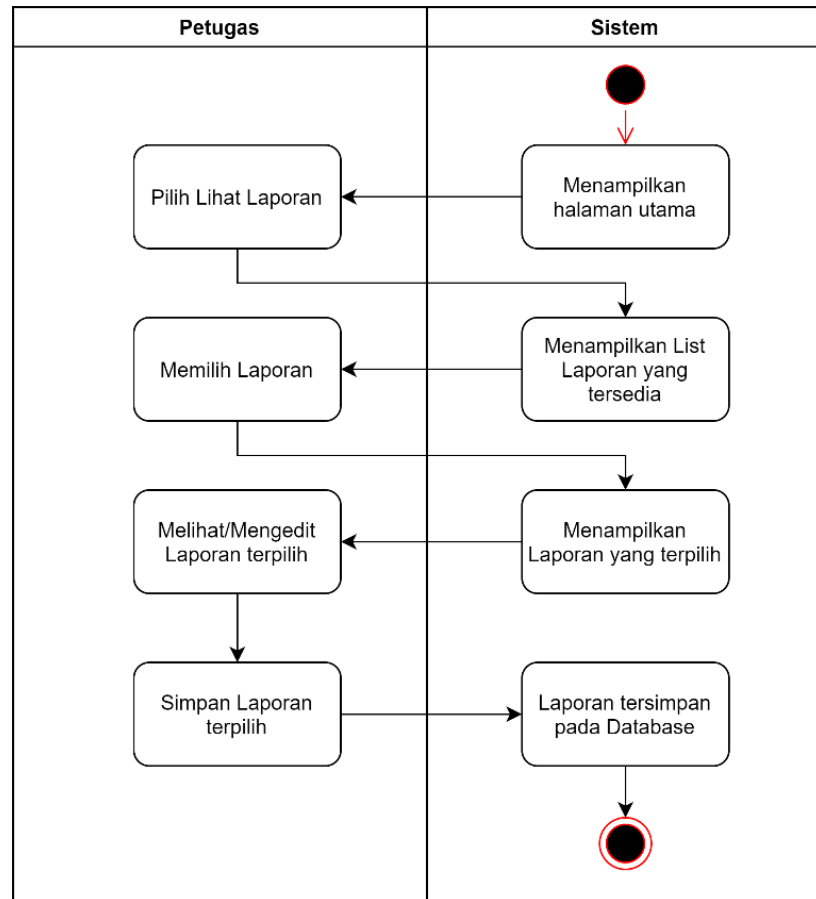 Petugas
Sistem
Pilih Lihat Laporan
Menampilkan
halaman utama
Memilih Laporan
Menampilkan List
Laporan yang
tersedia
Melihat/Mengedit
Laporan terpilih
Menampilkan
Laporan yang terpilih
Simpan Laporan
terpilih
Laporan tersimpan
pada Database